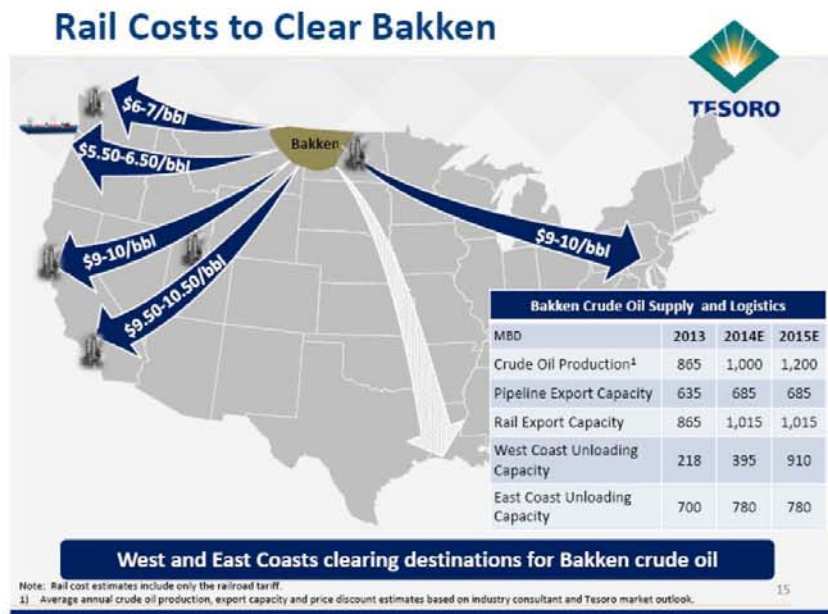 Rail Costs to Clear Bakken
TESORO
$6-7/bbl
Bakken
$5.50-6.50/bbl
$9-10/bbl
$9-10/bbl
$9.50-10.50/bbl
Bakken Crude Oil Supply and Logistics
MBD 2013 2014E 2015E
Crude Oil Production¹ 865 1,000 1,200
Pipeline Export Capacity 635 685 685
Rail Export Capacity 865 1,015 1,015
West Coast Unloading
Capacity 218 395 910
East Coast Unloading
Capacity 700 780 780
West and East Coasts clearing destinations for Bakken crude oil
Note: Rail cost estimates include only the railroad tariff.
15
1) Average annual crude oil production, export capacity and price discount estimates based on industry consultant and Tesoro market outlook.